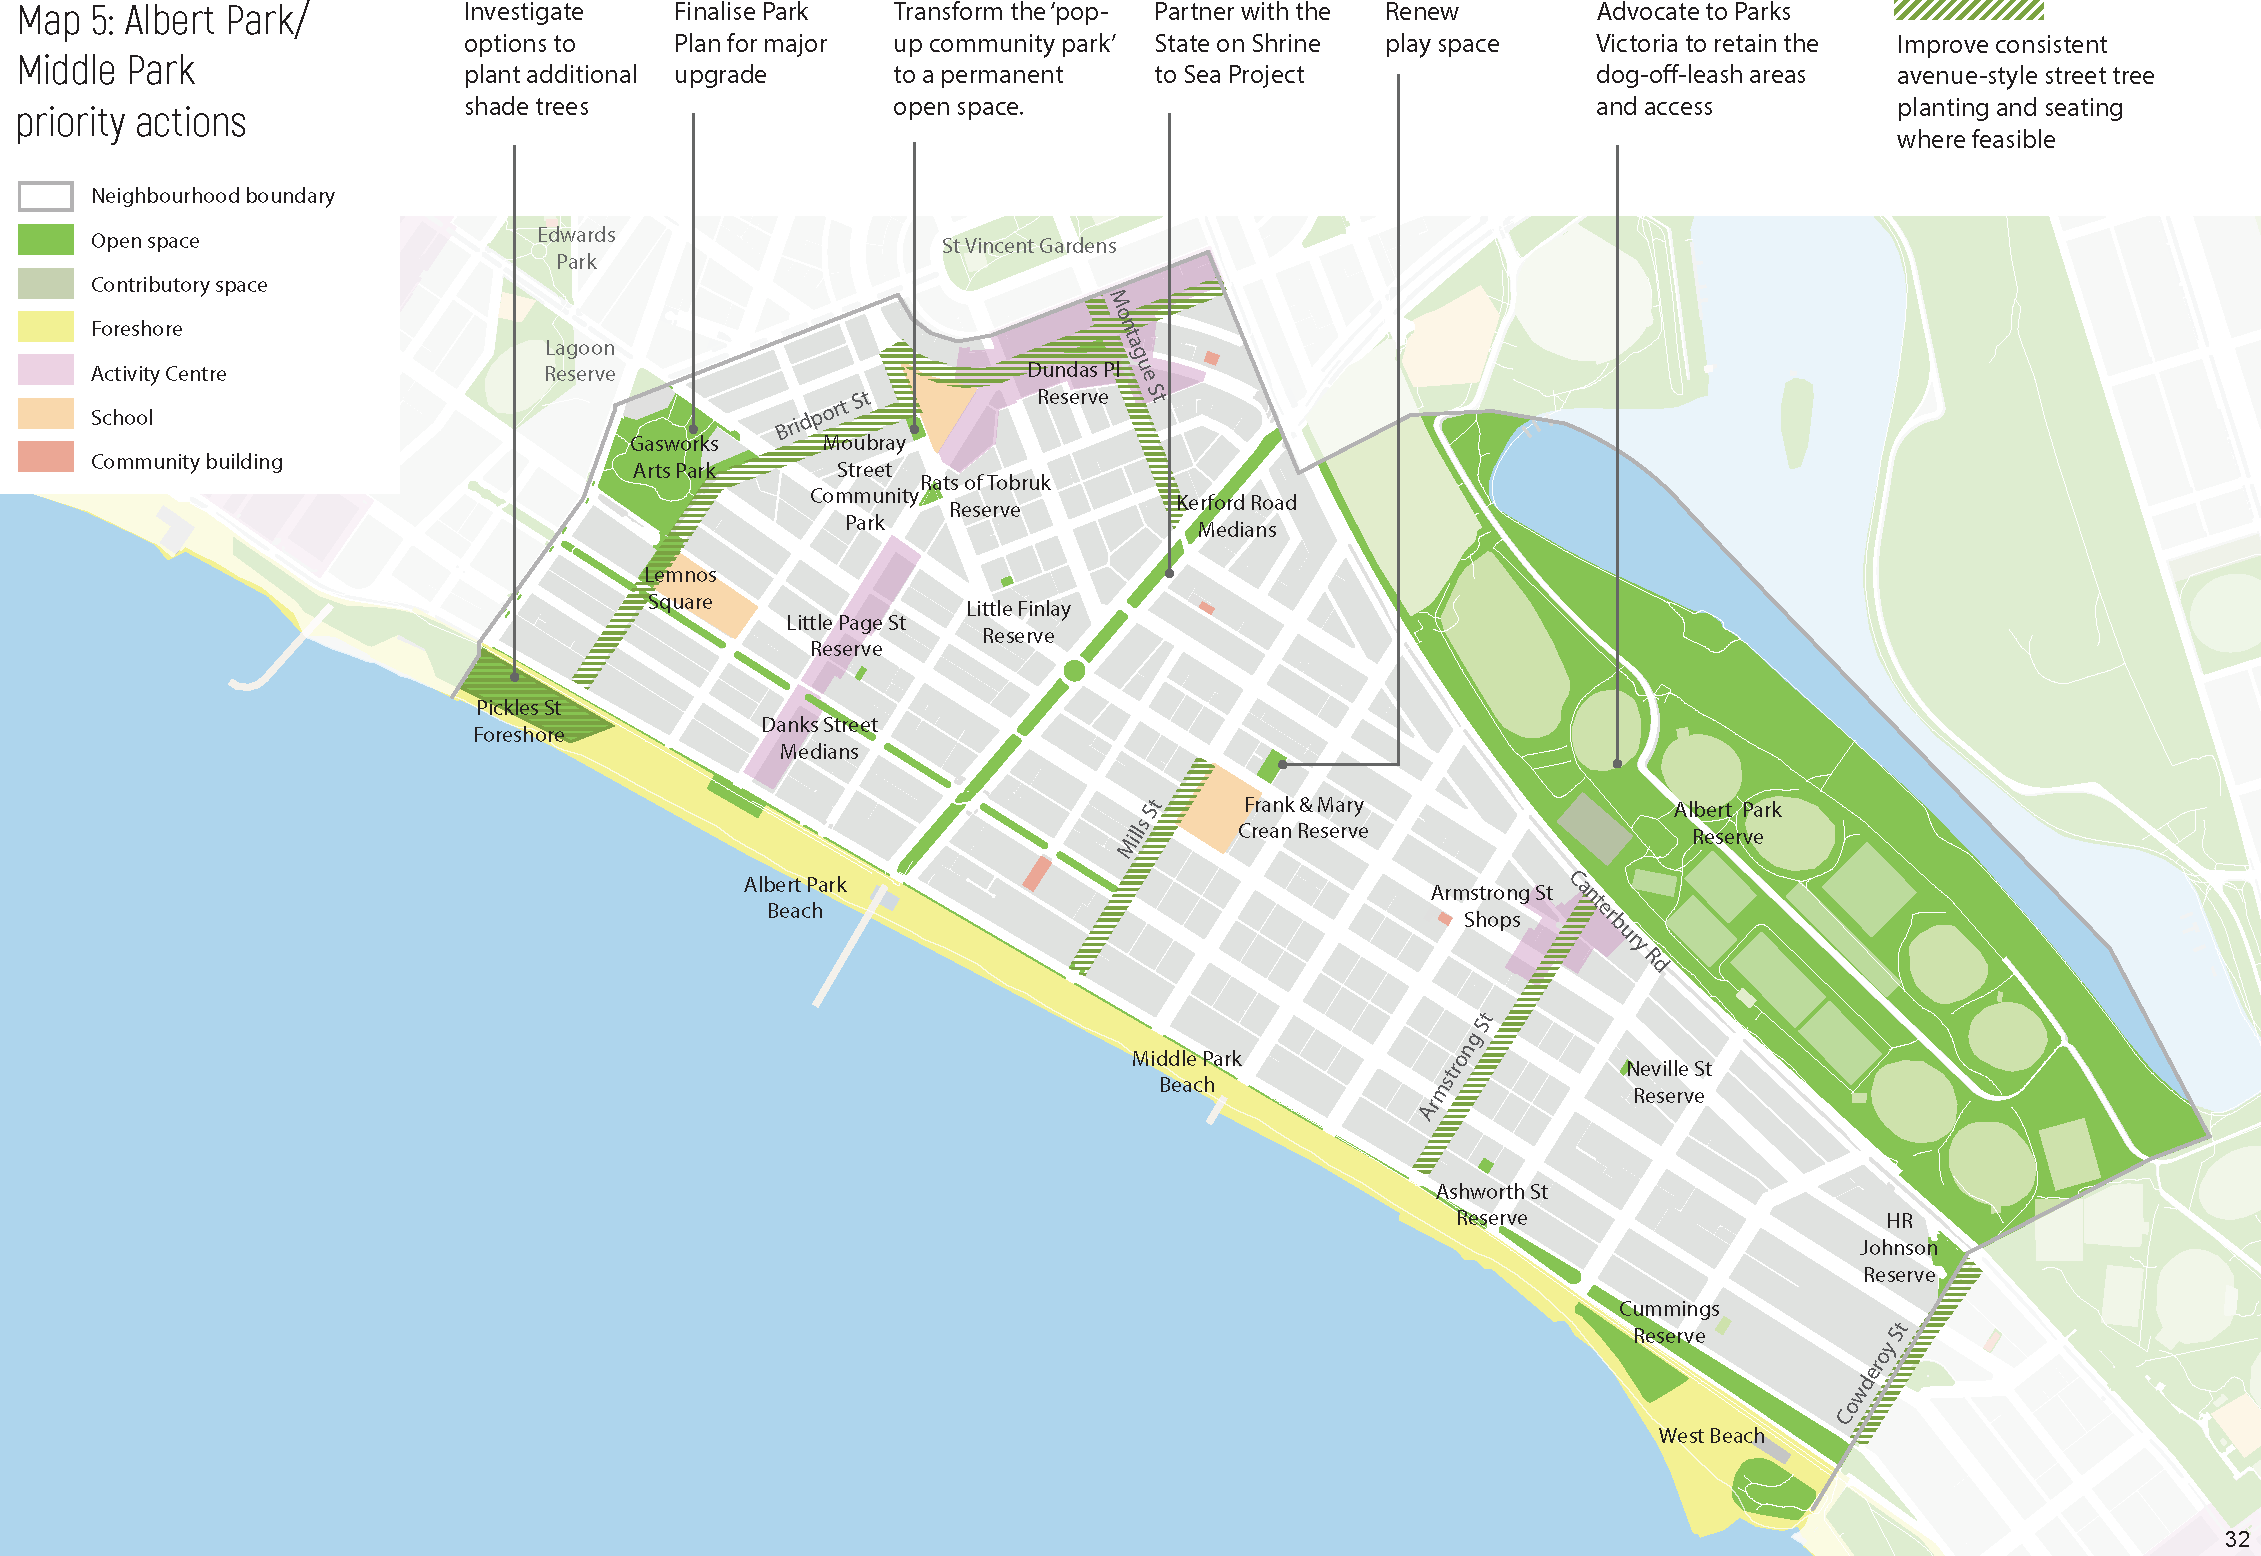 Map 5: Albert Park/
Middle Park
priority actions
Neighbourhood boundary
Open space
Contributory space
Foreshore
Activity Centre
School
Community building
Investigate
options to
plant additional
shade trees
Finalise Park
Plan for major
upgrade
Transform the ‘pop-
up community park’
to a permanent
open space.
Partner with the
State on Shrine
to Sea Project
Renew
play space
Advocate to Parks
Victoria to retain the
dog-off-leash areas
and access
Improve consistent
avenue-style street tree
planting and seating
where feasible
Edwards
Park
St Vincent Gardens
Lagoon
Reserve
Montague St
Dundas Pl
Reserve
Bridport St
Gasworks
Arts Park
Moubray
Street
Community
Park
Rats of Tobruk
Reserve
Kerford Road
Medians
Lemnos
Square
Little Page St
Reserve
Little Finlay
Reserve
Pickles St
Foreshore
Danks Street
Medians
Mills St
Frank & Mary
Crean Reserve
Albert Park
Reserve
Albert Park
Beach
Armstrong St
Shops
Canterbury Rd
Middle Park
Beach
Armstrong St
Neville St
Reserve
Ashworth St
Reserve
HR
Johnson
Reserve
Cummings
Reserve
Cowderoy St
West Beach
32